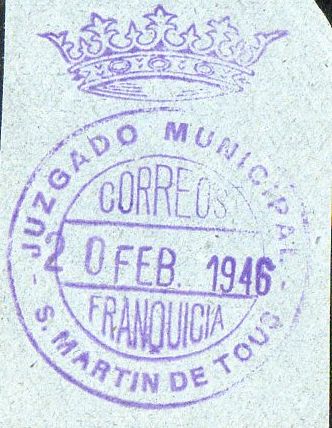 JUZGADO MUNICIPAL
CORREOS
20 FEB. 1946
FRANQUICIA
- S. MARTIN DE TOUS -